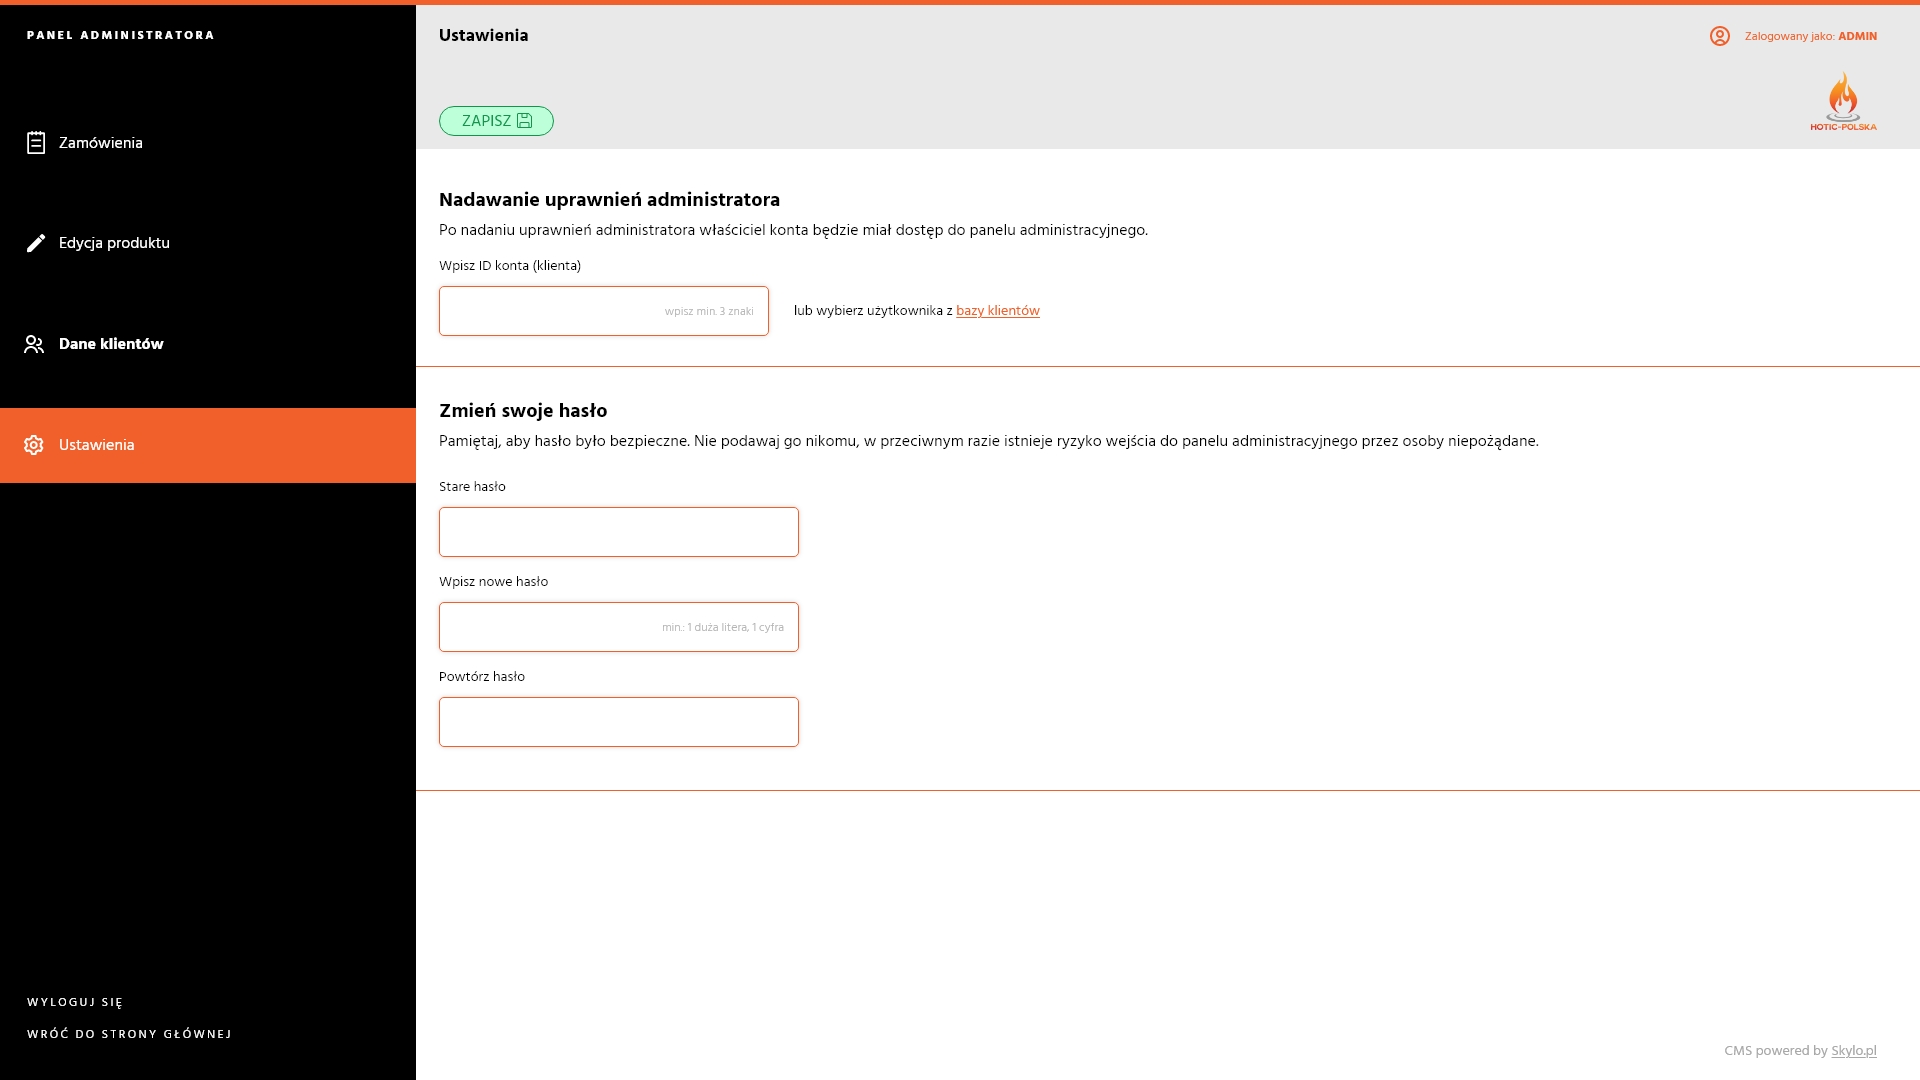 PANEL ADMINISTRATORA
Zamówienia
Edycja produktu
Dane klientów
Ustawienia
WYLOGUJ SIĘ
WRÓĆ DO STRONY GŁÓWNEJ
Ustawienia
Zalogowany jako: ADMIN
ZAPISZ
HOTIC-POLSKA
Nadawanie uprawnień administratora
Po nadaniu uprawnień administratora właściciel konta będzie miał dostęp do panelu administracyjnego.
Wpisz ID konta (klienta)
wpisz min. 3 znaki
lub wybierz użytkownika z bazy klientów
Zmień swoje hasło
Pamiętaj, aby hasło było bezpieczne. Nie podawaj go nikomu, w przeciwnym razie istnieje ryzyko wejścia do panelu administracyjnego przez osoby niepożądane.
Stare hasło
Wpisz nowe hasło
min.: 1 duża litera, 1 cyfra
Powtórz hasło
CMS powered by Skylo.pl